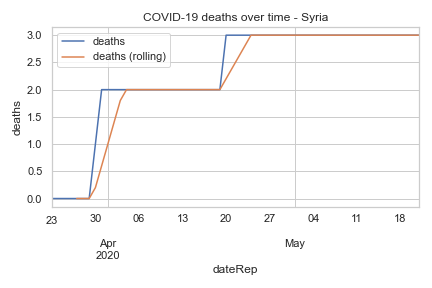 COVID-19 deaths over time - Syria
deaths
deaths (rolling)
deaths
3.0
2.5
2.0
1.5
1.0
0.5
0.0
23 30 06 13 20 27 04 11 18
Apr May
2020
dateRep